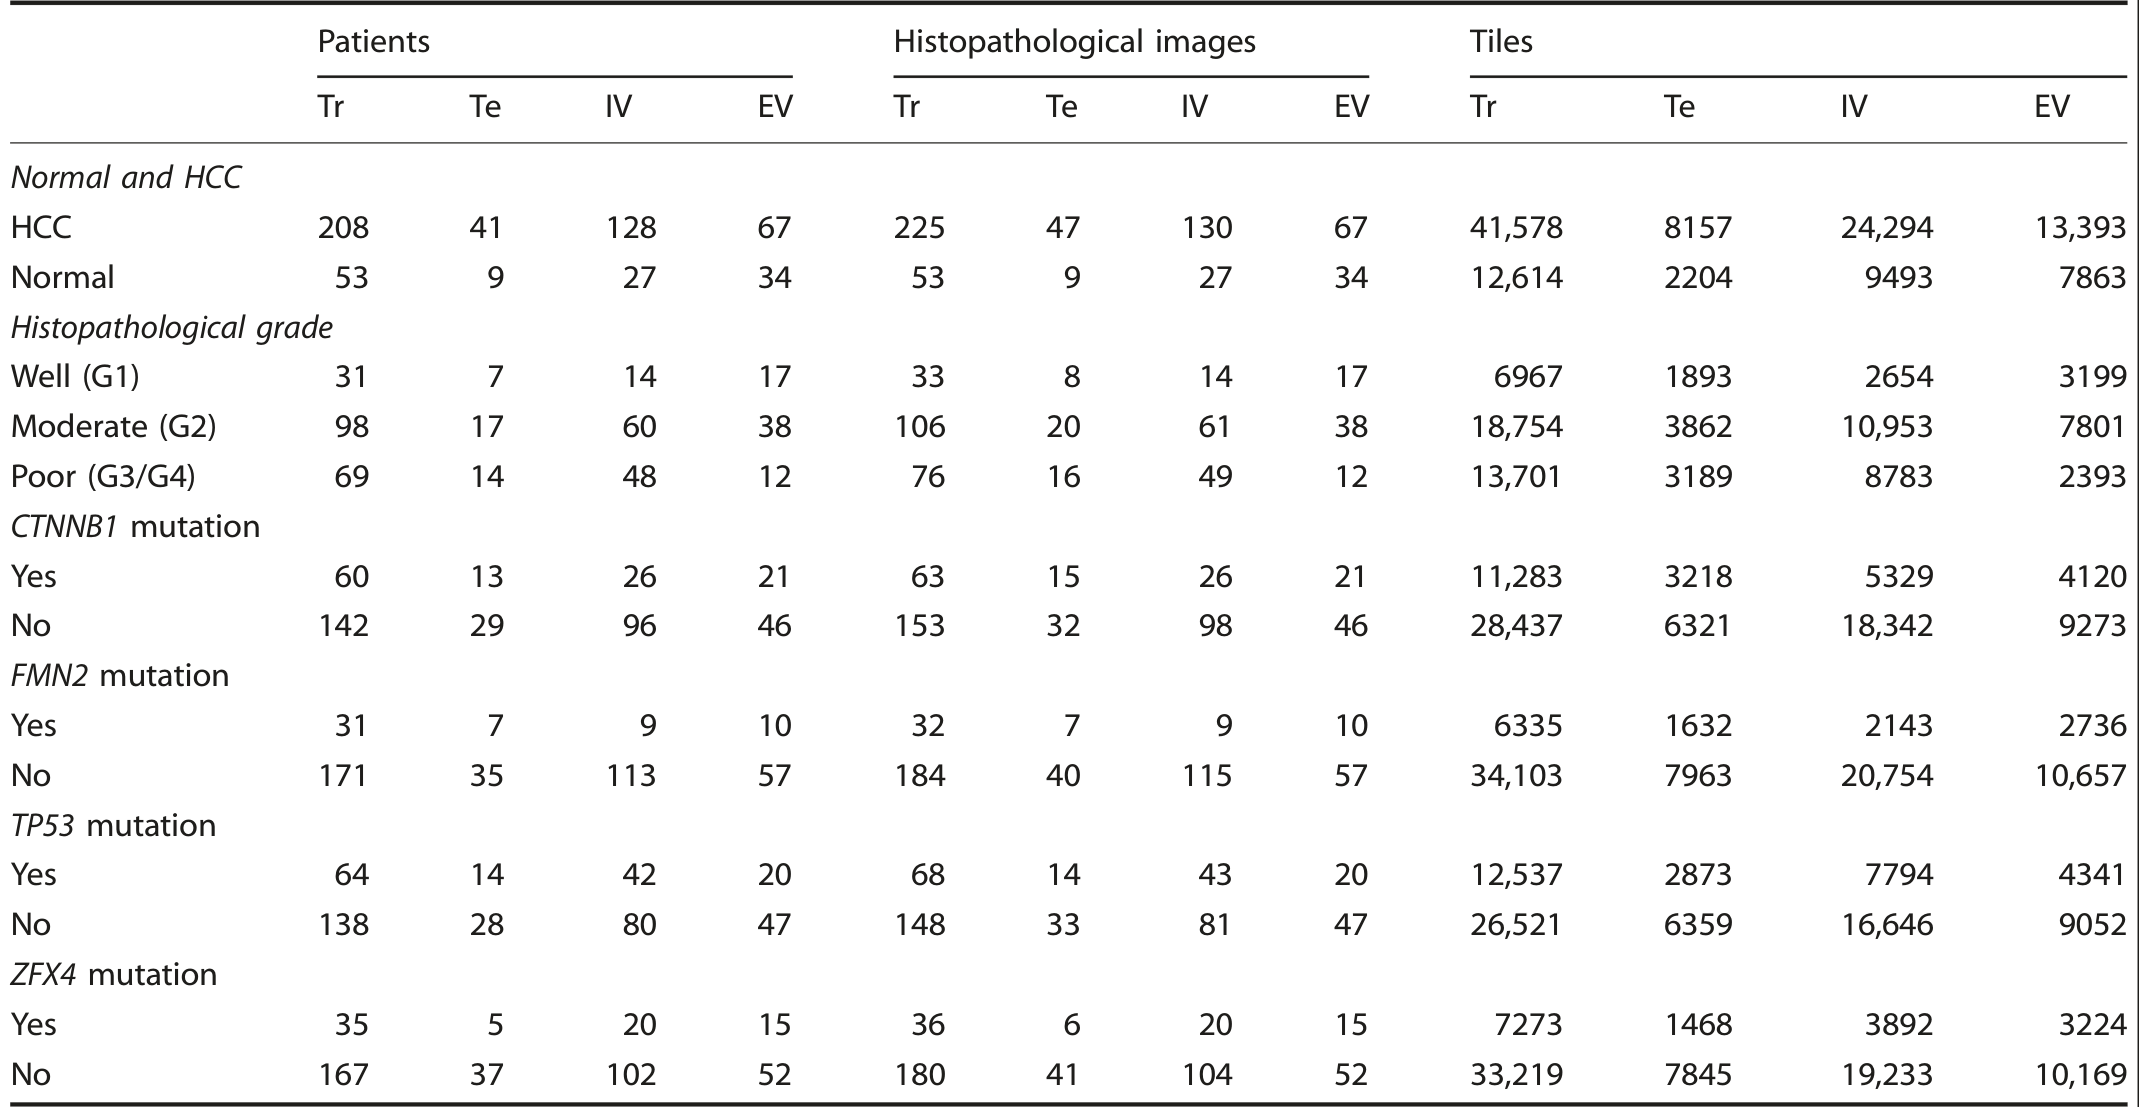 Patients Histopathological images Tiles
Tr Te IV EV Tr Te IV EV Tr Te IV EV
Normal and HCC
HCC 208 41 128 67 225 47 130 67 41,578 8157 24,294 13,393
Normal 53 9 27 34 53 9 27 34 12,614 2204 9493 7863
Histopathological grade
Well (G1) 31 7 14 17 33 8 14 17 6967 1893 2654 3199
Moderate (G2) 98 17 60 38 106 20 61 38 18,754 3862 10,953 7801
Poor (G3/G4) 69 14 48 12 76 16 49 12 13,701 3189 8783 2393
CTNNB1 mutation
Yes 60 13 26 21 63 15 26 21 11,283 3218 5329 4120
No 142 29 96 46 153 32 98 46 28,437 6321 18,342 9273
FMN2 mutation
Yes 31 7 9 10 32 7 9 10 6335 1632 2143 2736
No 171 35 113 57 184 40 115 57 34,103 7963 20,754 10,657
TP53 mutation
Yes 64 14 42 20 68 14 43 20 12,537 2873 7794 4341
No 138 28 80 47 148 33 81 47 26,521 6359 16,646 9052
ZFX4 mutation
Yes 35 5 20 15 36 6 20 15 7273 1468 3892 3224
No 167 37 102 52 180 41 104 52 33,219 7845 19,233 10,169